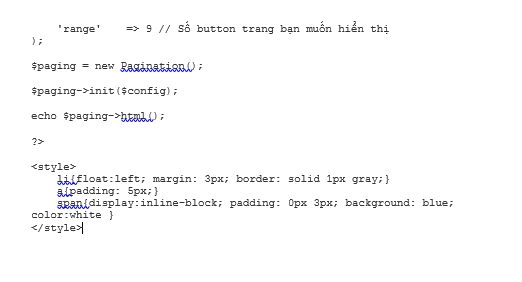 'range'    => 9 // Số button trang bạn muốn hiển thị
);
$paging = new Pagination();
$paging->init($config);
echo $paging->html();
?>
<style>
li{float:left; margin: 3px; border: solid 1px gray;}
a{padding: 5px;}
span{display:inline-block; padding: 0px 3px; background: blue;
color:white }
</style>